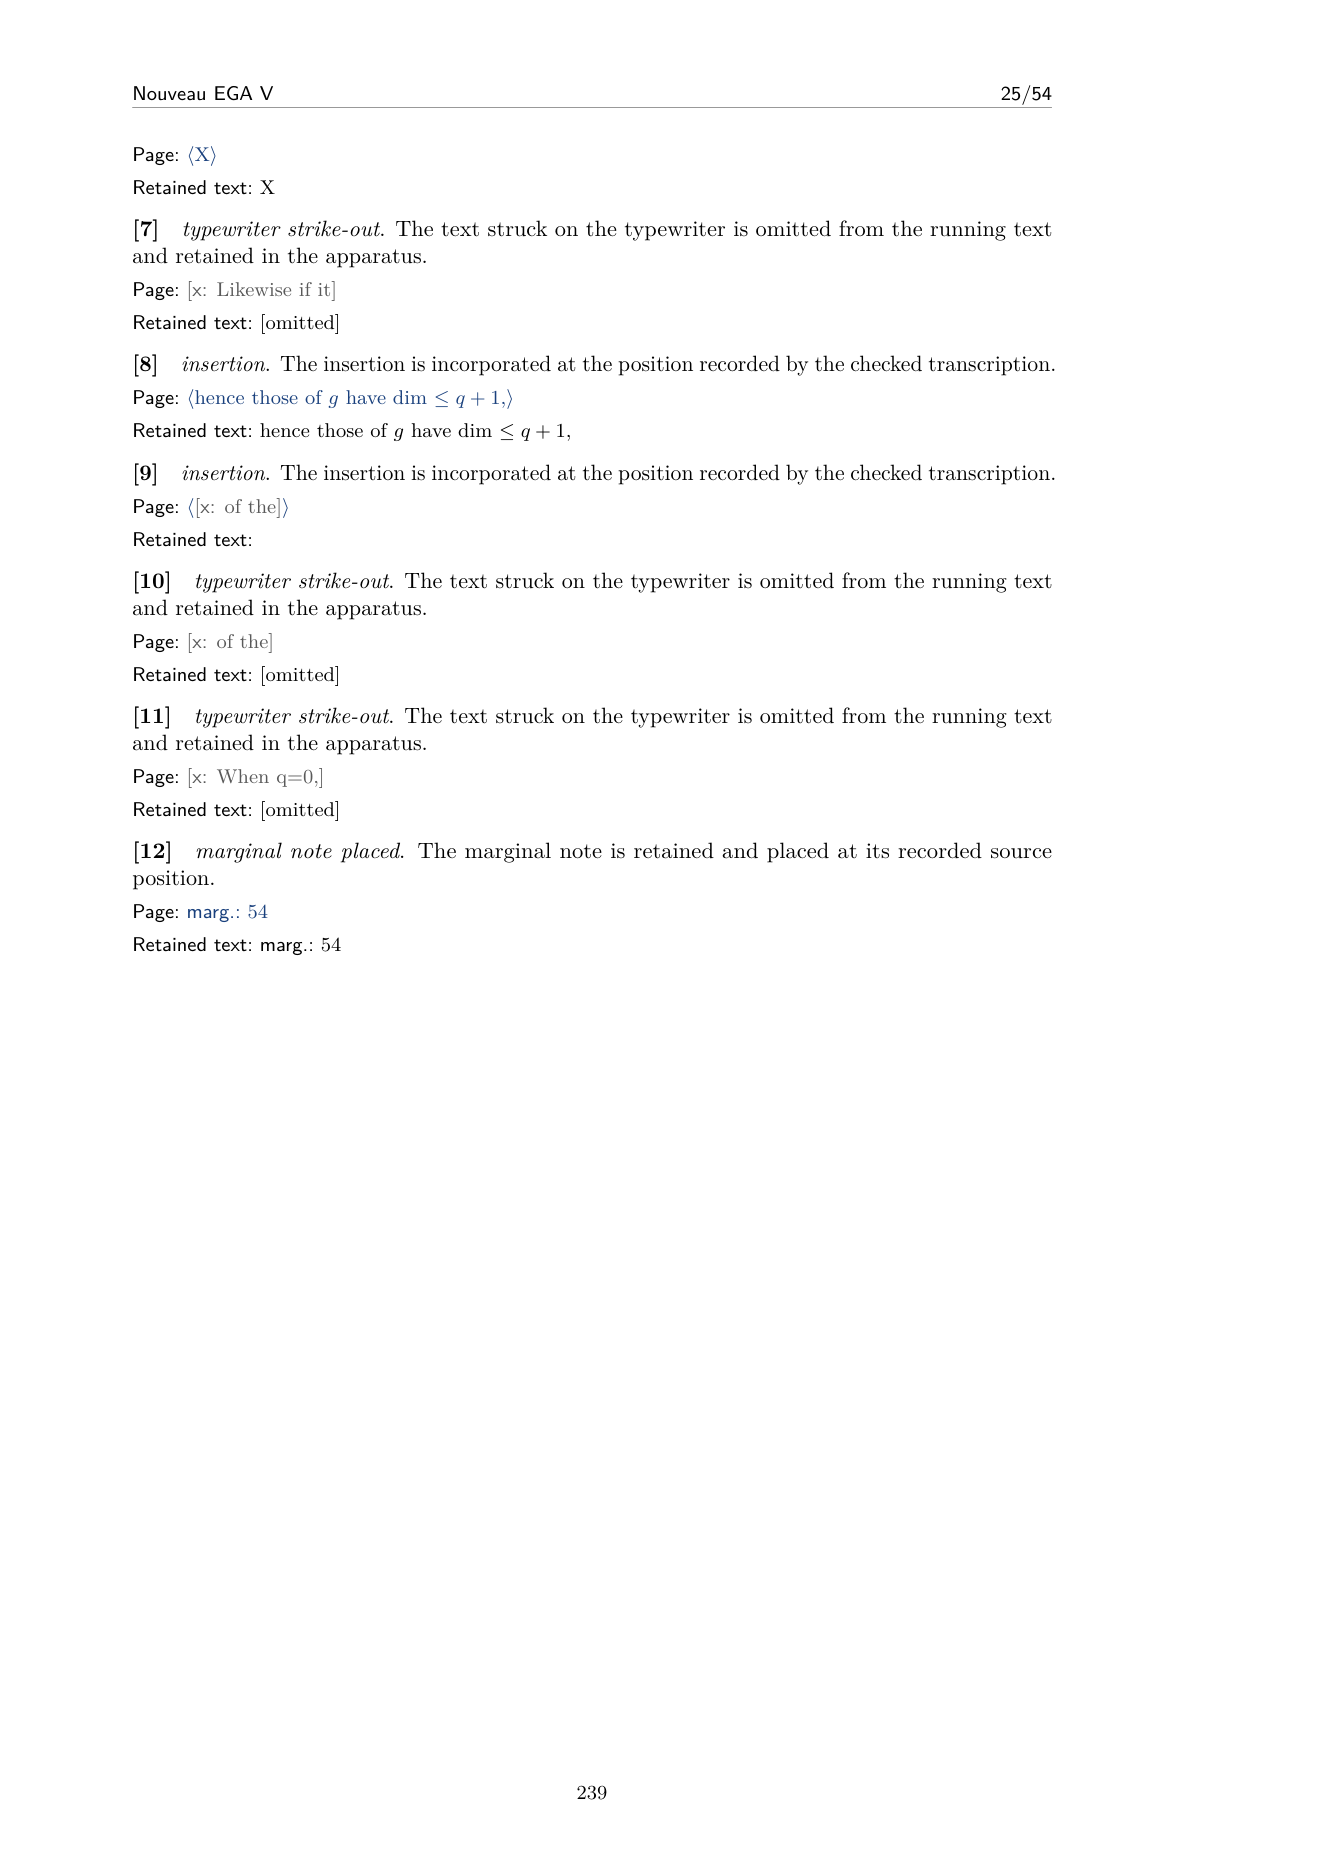 Nouveau EGA V 25/54
Page: ⟨X⟩
Retained text: X
[7] typewriter strike-out. The text struck on the typewriter is omitted from the running text
and retained in the apparatus.
Page: [x: Likewise if it]
Retained text: [omitted]
[8] insertion. The insertion is incorporated at the position recorded by the checked transcription.
Page: ⟨hence those of g have dim ≤ q + 1,⟩
Retained text: hence those of g have dim ≤ q + 1,
[9] insertion. The insertion is incorporated at the position recorded by the checked transcription.
Page: ⟨[x: of the]⟩
Retained text:
[10] typewriter strike-out. The text struck on the typewriter is omitted from the running text
and retained in the apparatus.
Page: [x: of the]
Retained text: [omitted]
[11] typewriter strike-out. The text struck on the typewriter is omitted from the running text
and retained in the apparatus.
Page: [x: When q=0,]
Retained text: [omitted]
[12] marginal note placed. The marginal note is retained and placed at its recorded source
position.
Page: marg.: 54
Retained text: marg.: 54
239